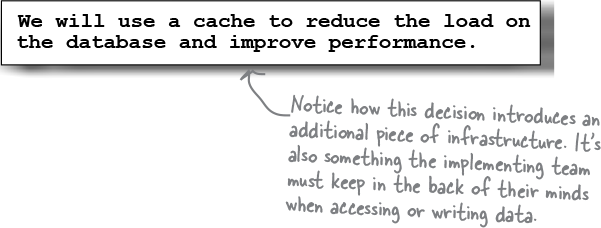 We will use a cache to reduce the load on
the database and improve performance.
Notice how this decision introduces an
additional piece of infrastructure. It's
also something the implementing team
must keep in the back of their minds
when accessing or writing data.